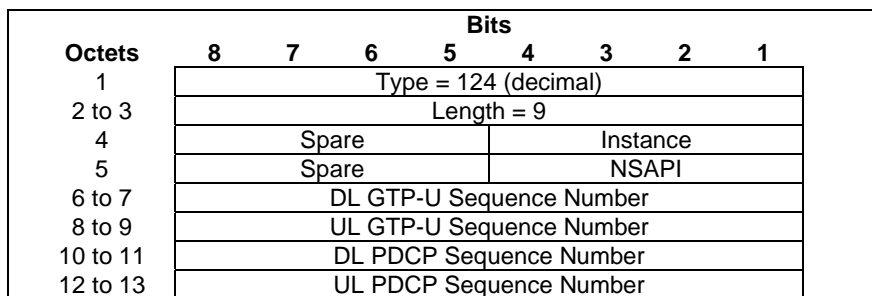 Bits
Octets 8 7 6 5 4 3 2 1
1 Type = 124 (decimal)
2 to 3 Length = 9
4 Spare Instance
5 Spare NSAPI
6 to 7 DL GTP-U Sequence Number
8 to 9 UL GTP-U Sequence Number
10 to 11 DL PDCP Sequence Number
12 to 13 UL PDCP Sequence Number